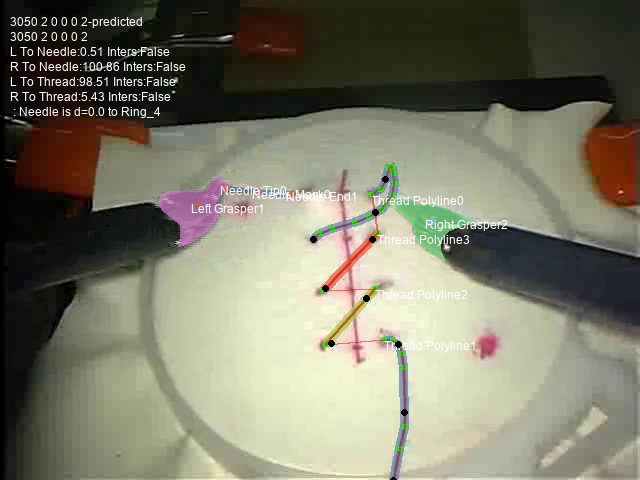 3050 2 0 0 0 2-predicted
3050 2 0 0 0 2
L To Needle:0.51 Inters:False
R To Needle:100.86 Inters:False
L To Thread:98.51 Inters:False
R To Thread:5.43 Inters:False
: Needle is d=0.0 to Ring_4
Needle Tip0
Needle Mask0
Needle End1
Left Grasper1
Thread Polyline0
Right Grasper2
Thread Polyline3
Thread Polyline2
Thread Polyline1